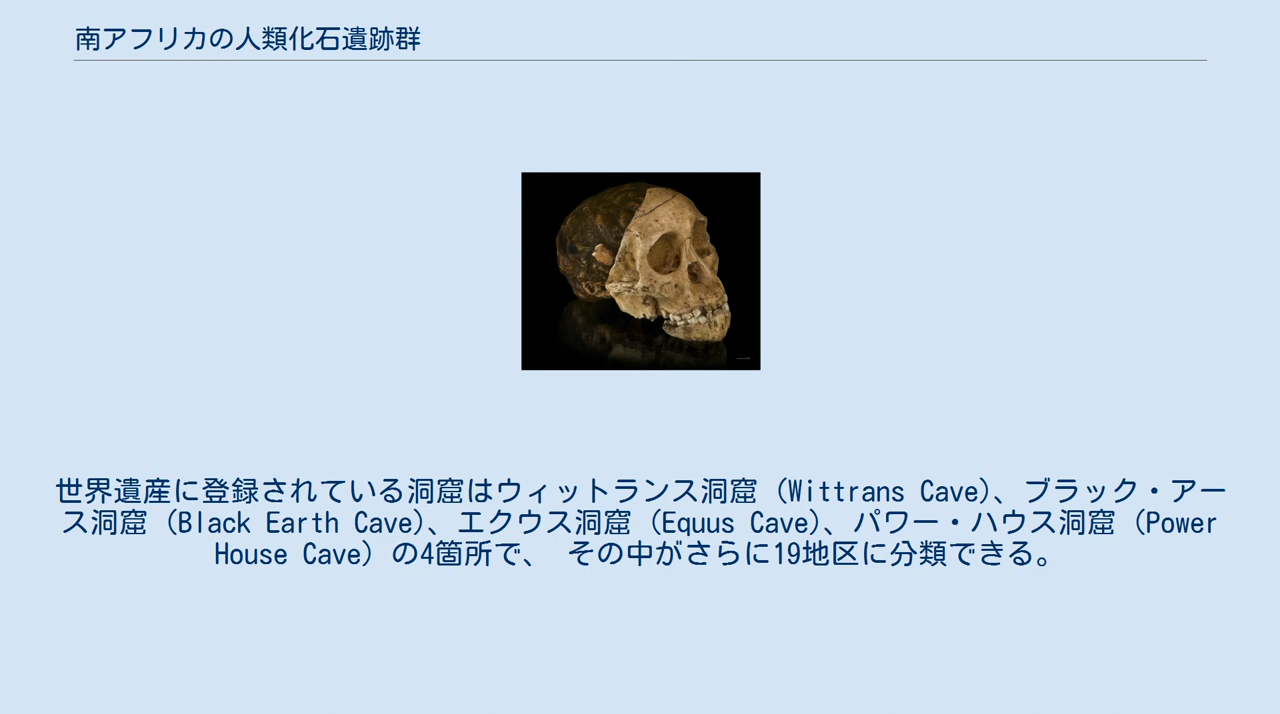 南アフリカの人類化石遺跡群
世界遺産に登録されている洞窟はウィットランス洞窟（Wittrans Cave）、ブラック・アー
ス洞窟（Black Earth Cave）、エクウス洞窟（Equus Cave）、パワー・ハウス洞窟（Power
House Cave）の4箇所で、 その中がさらに19地区に分類できる。